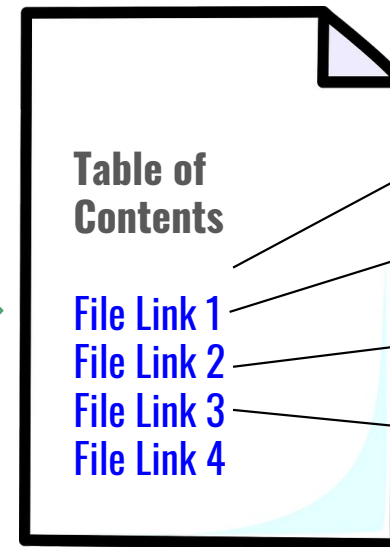 Table of
Contents
File Link 1
File Link 2
File Link 3
File Link 4